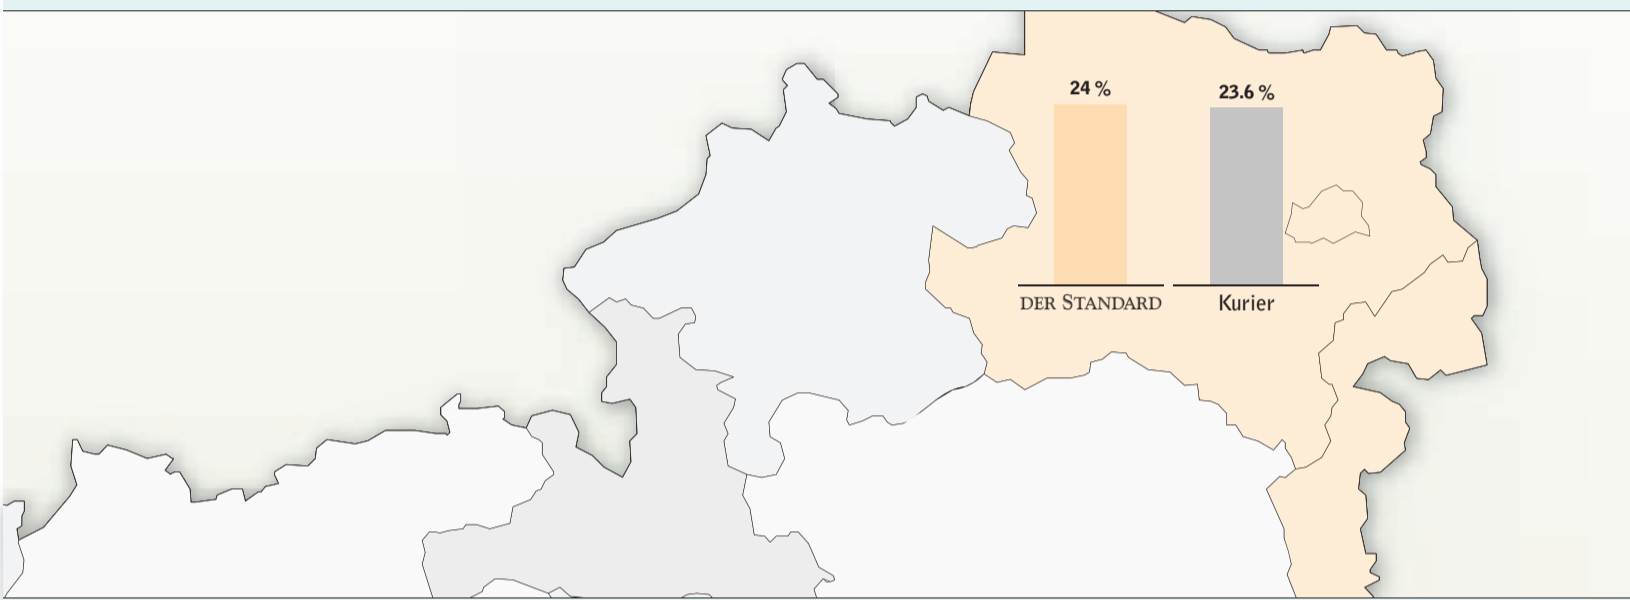 24 %
23.6 %
DER STANDARD
Kurier